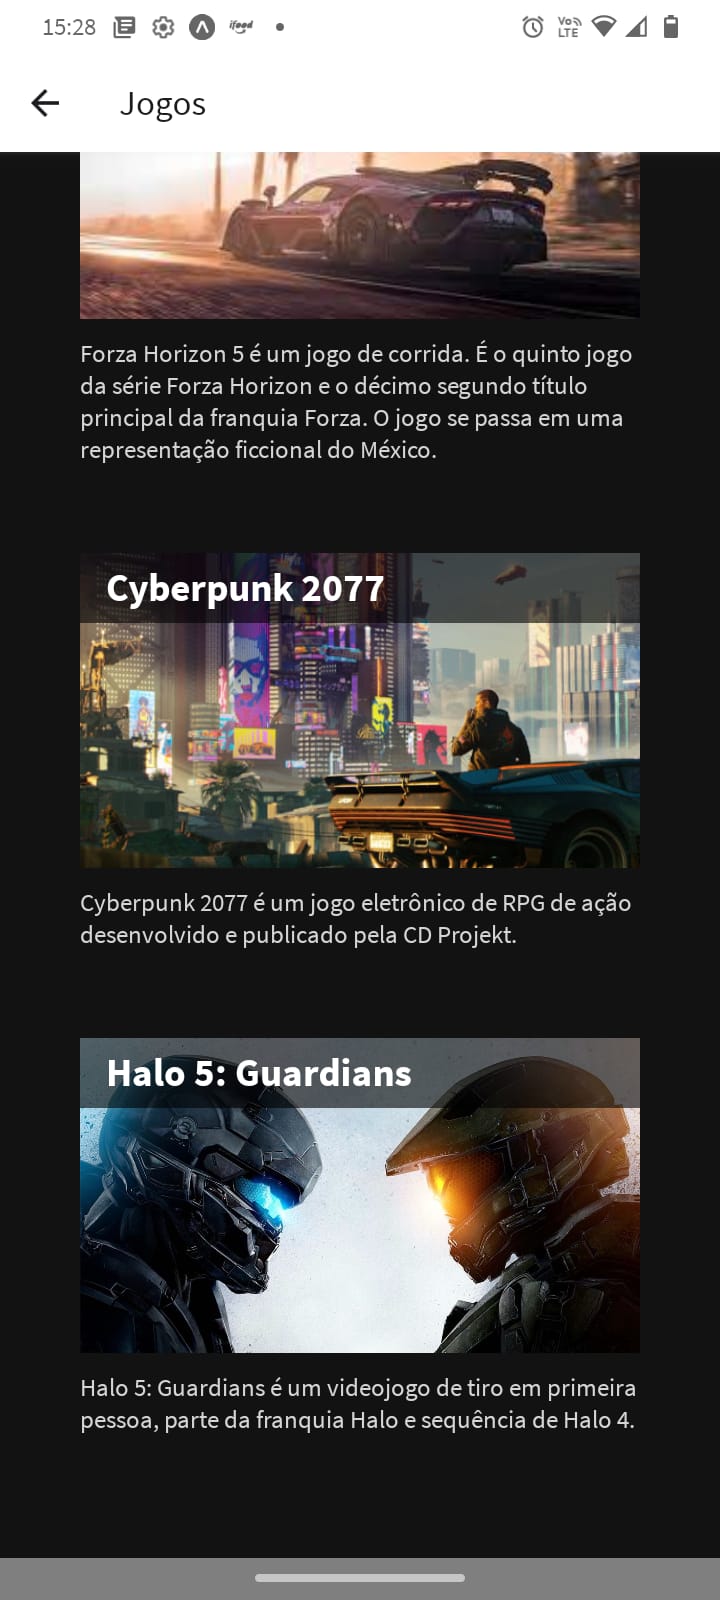 15:28
ifood
Vo
LTE
Jogos
Forza Horizon 5 é um jogo de corrida. É o quinto jogo
da série Forza Horizon e o décimo segundo título
principal da franquia Forza. O jogo se passa em uma
representação ficcional do México.
Cyberpunk 2077
Cyberpunk 2077 é um jogo eletrônico de RPG de ação
desenvolvido e publicado pela CD Projekt.
Halo 5: Guardians
Halo 5: Guardians é um videojogo de tiro em primeira
pessoa, parte da franquia Halo e sequência de Halo 4.